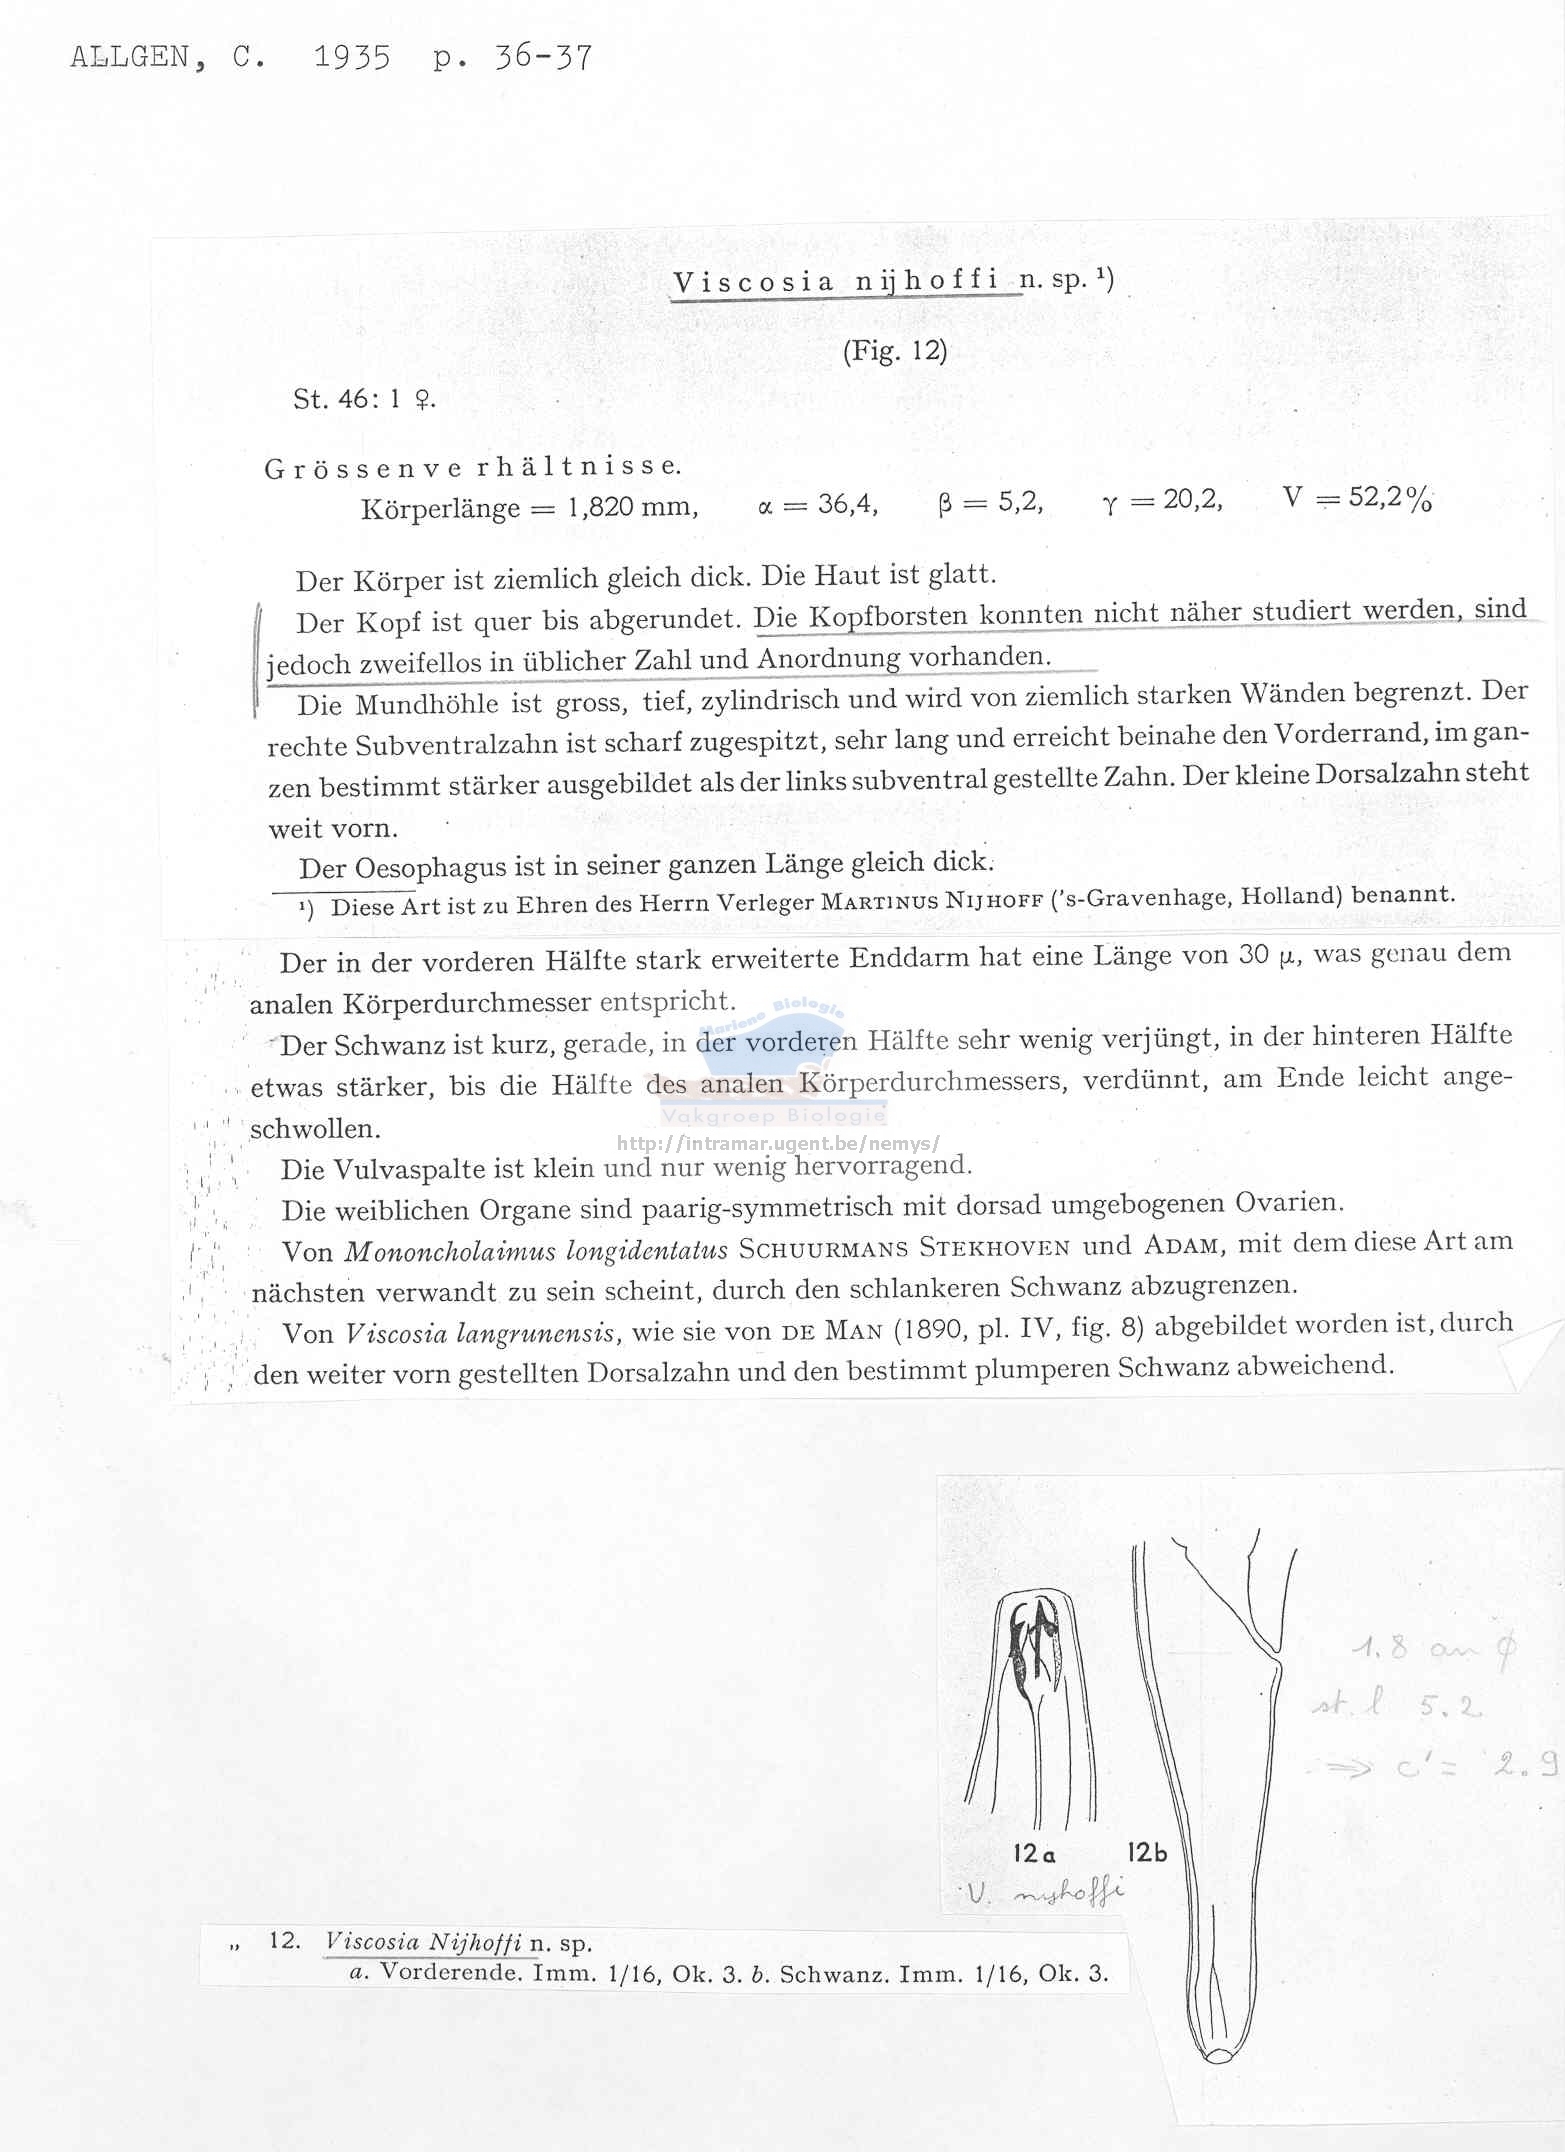 ALLGEN, C. 1935 p. 36-37
Viscosia nijhoffi n. sp. ¹)
(Fig. 12)
St. 46: 1 ♀.
Grössenverhältnisse.
Körperlänge = 1,820 mm, α = 36,4, β = 5,2, γ = 20,2, V = 52,2%
Der Körper ist ziemlich gleich dick. Die Haut ist glatt.
Der Kopf ist quer bis abgerundet. Die Kopfborsten konnten nicht näher studiert werden, sind
jedoch zweifellos in üblicher Zahl und Anordnung vorhanden.
Die Mundhöhle ist gross, tief, zylindrisch und wird von ziemlich starken Wänden begrenzt. Der
rechte Subventralzahn ist scharf zugespitzt, sehr lang und erreicht beinahe den Vorderrand, im gan-
zen bestimmt stärker ausgebildet als der links subventral gestellte Zahn. Der kleine Dorsalzahn steht
weit vorn.
Der Oesophagus ist in seiner ganzen Länge gleich dick.
¹) Diese Art ist zu Ehren des Herrn Verleger MARTINUS NIJHOFF ('s-Gravenhage, Holland) benannt.
Der in der vorderen Hälfte stark erweiterte Enddarm hat eine Länge von 30 μ, was genau dem
analen Körperdurchmesser entspricht.
Mariene Biologie
Der Schwanz ist kurz, gerade, in der vorderen Hälfte sehr wenig verjüngt, in der hinteren Hälfte
etwas stärker, bis die Hälfte des analen Körperdurchmessers, verdünnt, am Ende leicht ange-
schwollen.
Vakgroep Biologie
http://intramar.ugent.be/nemys/
Die Vulvaspalte ist klein und nur wenig hervorragend.
Die weiblichen Organe sind paarig-symmetrisch mit dorsad umgebogenen Ovarien.
Von Mononcholaimus longidentatus SCHUURMANS STEKHOVEN und ADAM, mit dem diese Art am
nächsten verwandt zu sein scheint, durch den schlankeren Schwanz abzugrenzen.
Von Viscosia langrunensis, wie sie von DE MAN (1890, pl. IV, fig. 8) abgebildet worden ist, durch
den weiter vorn gestellten Dorsalzahn und den bestimmt plumperen Schwanz abweichend.
1.8 an φ
st. l 5.2
⇒ c' = 2.9
12a 12b
V. nyhoffi
„ 12. Viscosia Nijhoffi n. sp.
a. Vorderende. Imm. 1/16, Ok. 3. b. Schwanz. Imm. 1/16, Ok. 3.